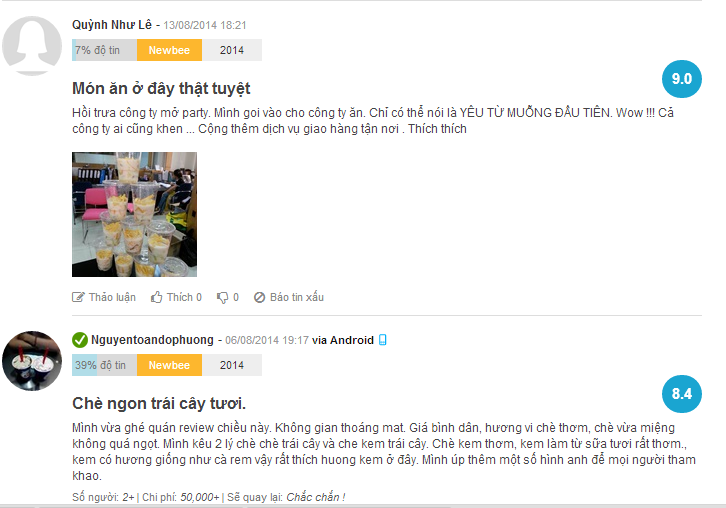 Quỳnh Như Lê - 13/08/2014 18:21
7% độ tin Newbee 2014
9.0
Món ăn ở đây thật tuyệt
Hồi trưa công ty mở party. Mình goi vào cho công ty ăn. Chỉ có thể nói là YÊU TỪ MUỖNG ĐẦU TIÊN. Wow !!! Cả
công ty ai cũng khen ... Cộng thêm dịch vụ giao hàng tận nơi . Thích thích
Thảo luận Thích 0 0 Báo tin xấu
Nguyentoandophuong - 06/08/2014 19:17 via Android
39% độ tin Newbee 2014
8.4
Chè ngon trái cây tươi.
Mình vừa ghé quán review chiều này. Không gian thoáng mat. Giá bình dân, hương vi chè thơm, chè vừa miệng
không quá ngọt. Mình kêu 2 lý chè chè trái cây và che kem trái cây. Chè kem thơm, kem làm từ sữa tươi rất thơm.,
kem có hương giống như cà rem vậy rất thích huong kem ở đây. Mình úp thêm một số hình anh để mọi người tham
khao.
Số người: 2+ | Chi phí: 50,000+ | Sẽ quay lại: Chắc chắn !